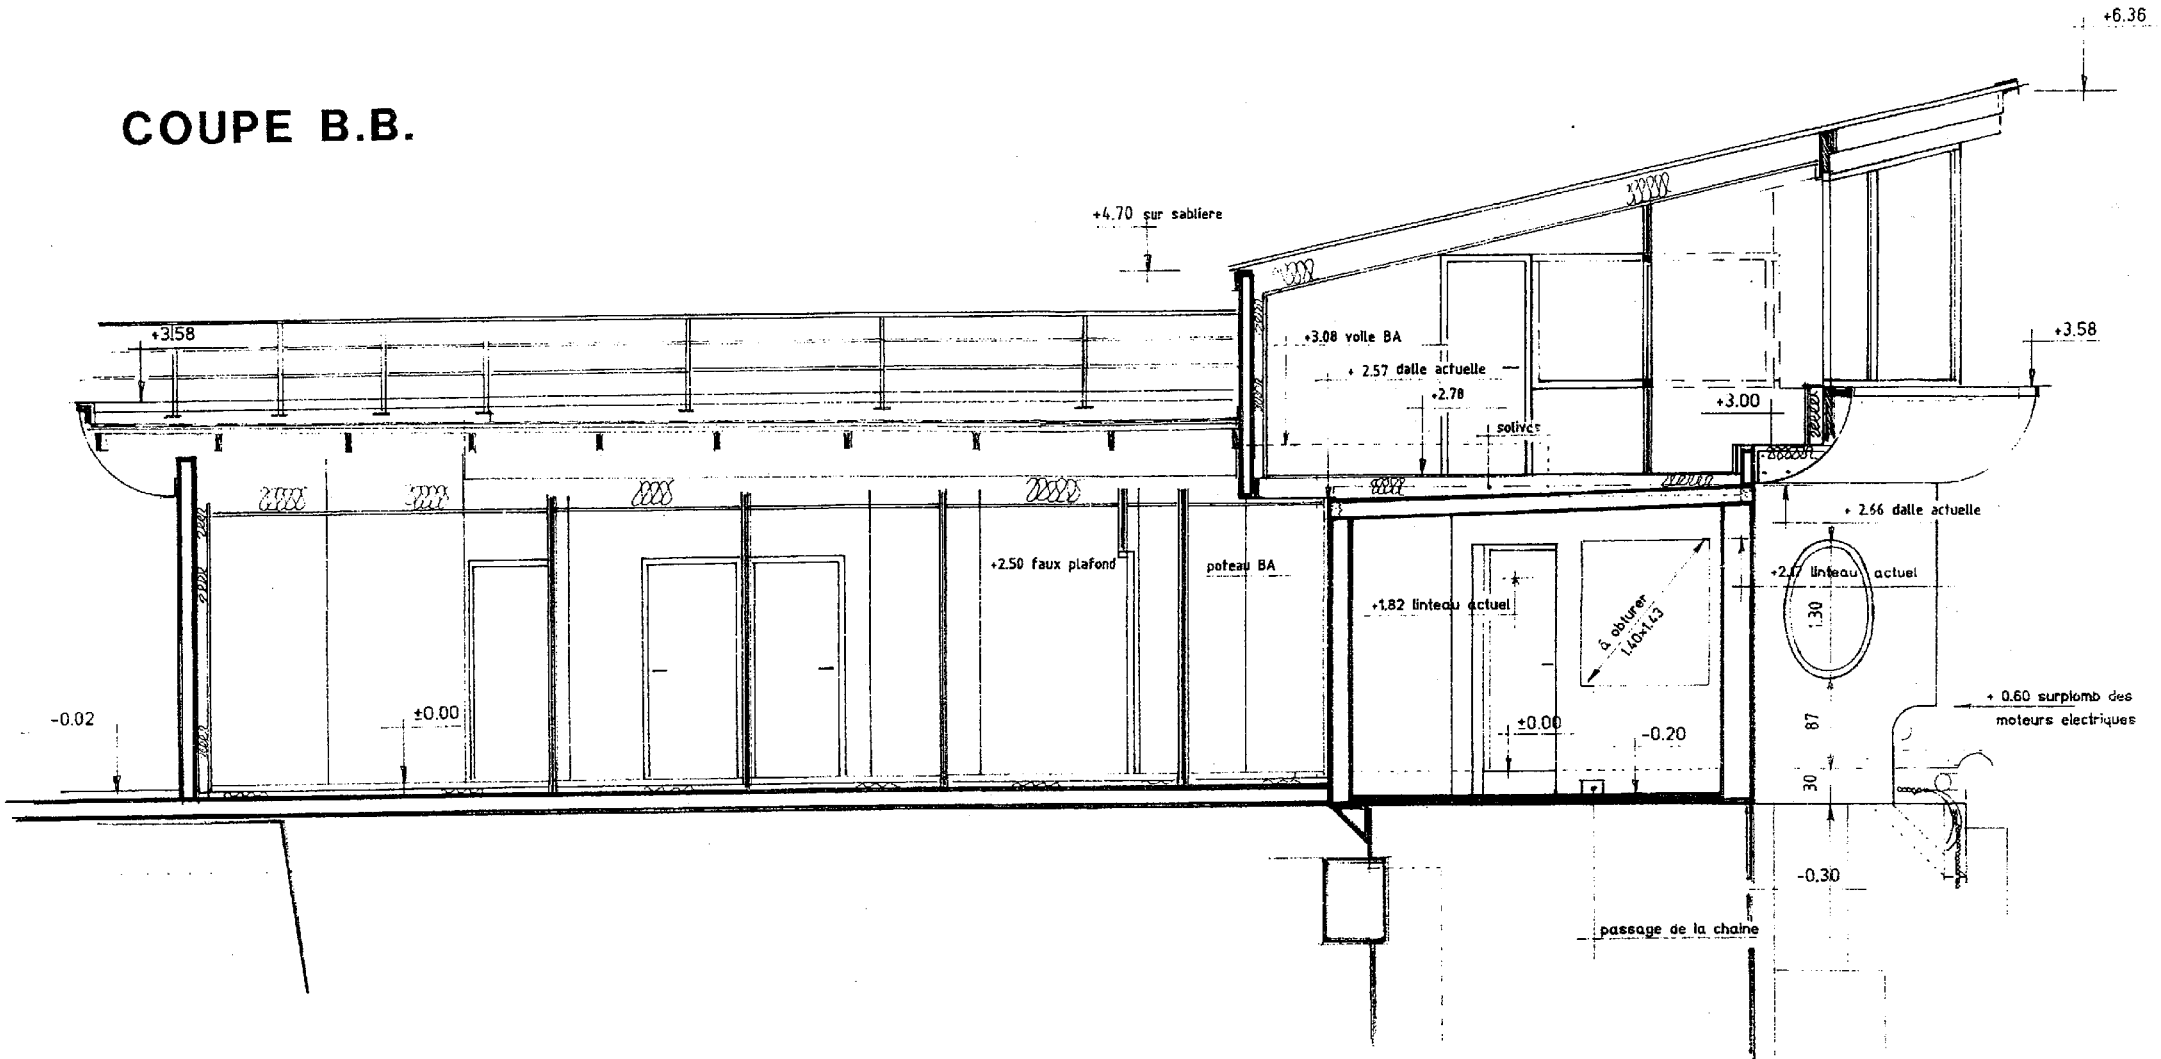 +6.36
COUPE B.B.
+4.70 sur sabliere
+3.58
+3.08 voile BA
+3.58
+ 2.57 dalle actuelle
+2.78
+3.00
solives
+ 2.66 dalle actuelle
+2.50 faux plafond
poteau BA
+2.17 linteau actuel
+1.82 linteau actuel
à obturer
1.40×1.43
1.30
+ 0.60 surplomb des
moteurs electriques
-0.02
±0.00
±0.00
-0.20
87
30
-0.30
passage de la chaine